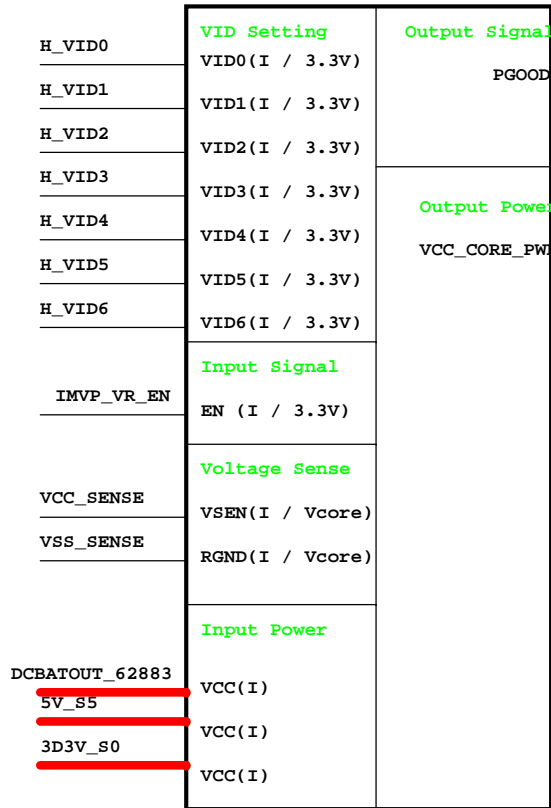 H_VID0
H_VID1
H_VID2
H_VID3
H_VID4
H_VID5
H_VID6
IMVP_VR_EN
VCC_SENSE
VSS_SENSE
DCBATOUT_62883
5V_S5
3D3V_S0
VID Setting
VID0(I / 3.3V)
VID1(I / 3.3V)
VID2(I / 3.3V)
VID3(I / 3.3V)
VID4(I / 3.3V)
VID5(I / 3.3V)
VID6(I / 3.3V)
Input Signal
EN (I / 3.3V)
Voltage Sense
VSEN(I / Vcore)
RGND(I / Vcore)
Input Power
VCC(I)
VCC(I)
VCC(I)
Output Signal
PGOOD
Output Power
VCC_CORE_PW